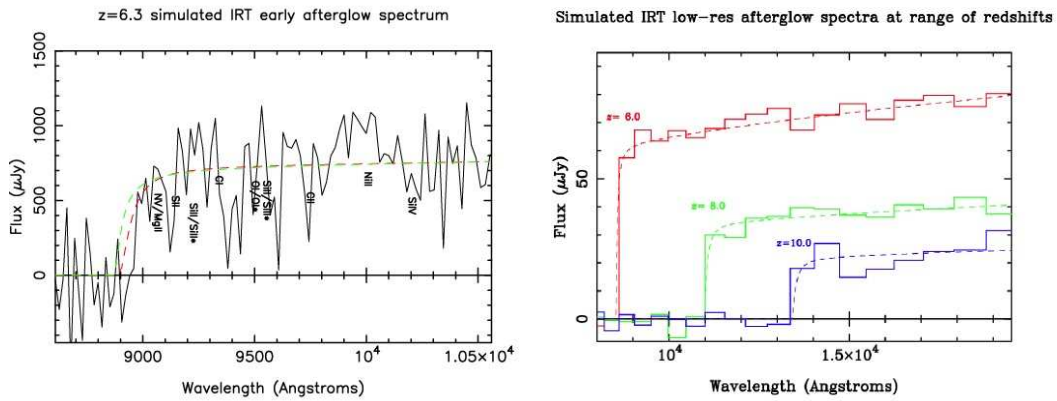 z=6.3 simulated IRT early afterglow spectrum
1500
1000
500
0
Flux (μJy)
NV/MgII
SII
SiII/SiII*
CI
OI/OI*
SiII/SiII*
CII
NiII
SiIV
9000
9500
10⁴
1.05×10⁴
Wavelength (Angstroms)
Simulated IRT low-res afterglow spectra at range of redshifts
50
0
Flux (μJy)
z= 6.0
z= 8.0
z=10.0
10⁴
1.5×10⁴
Wavelength (Angstroms)